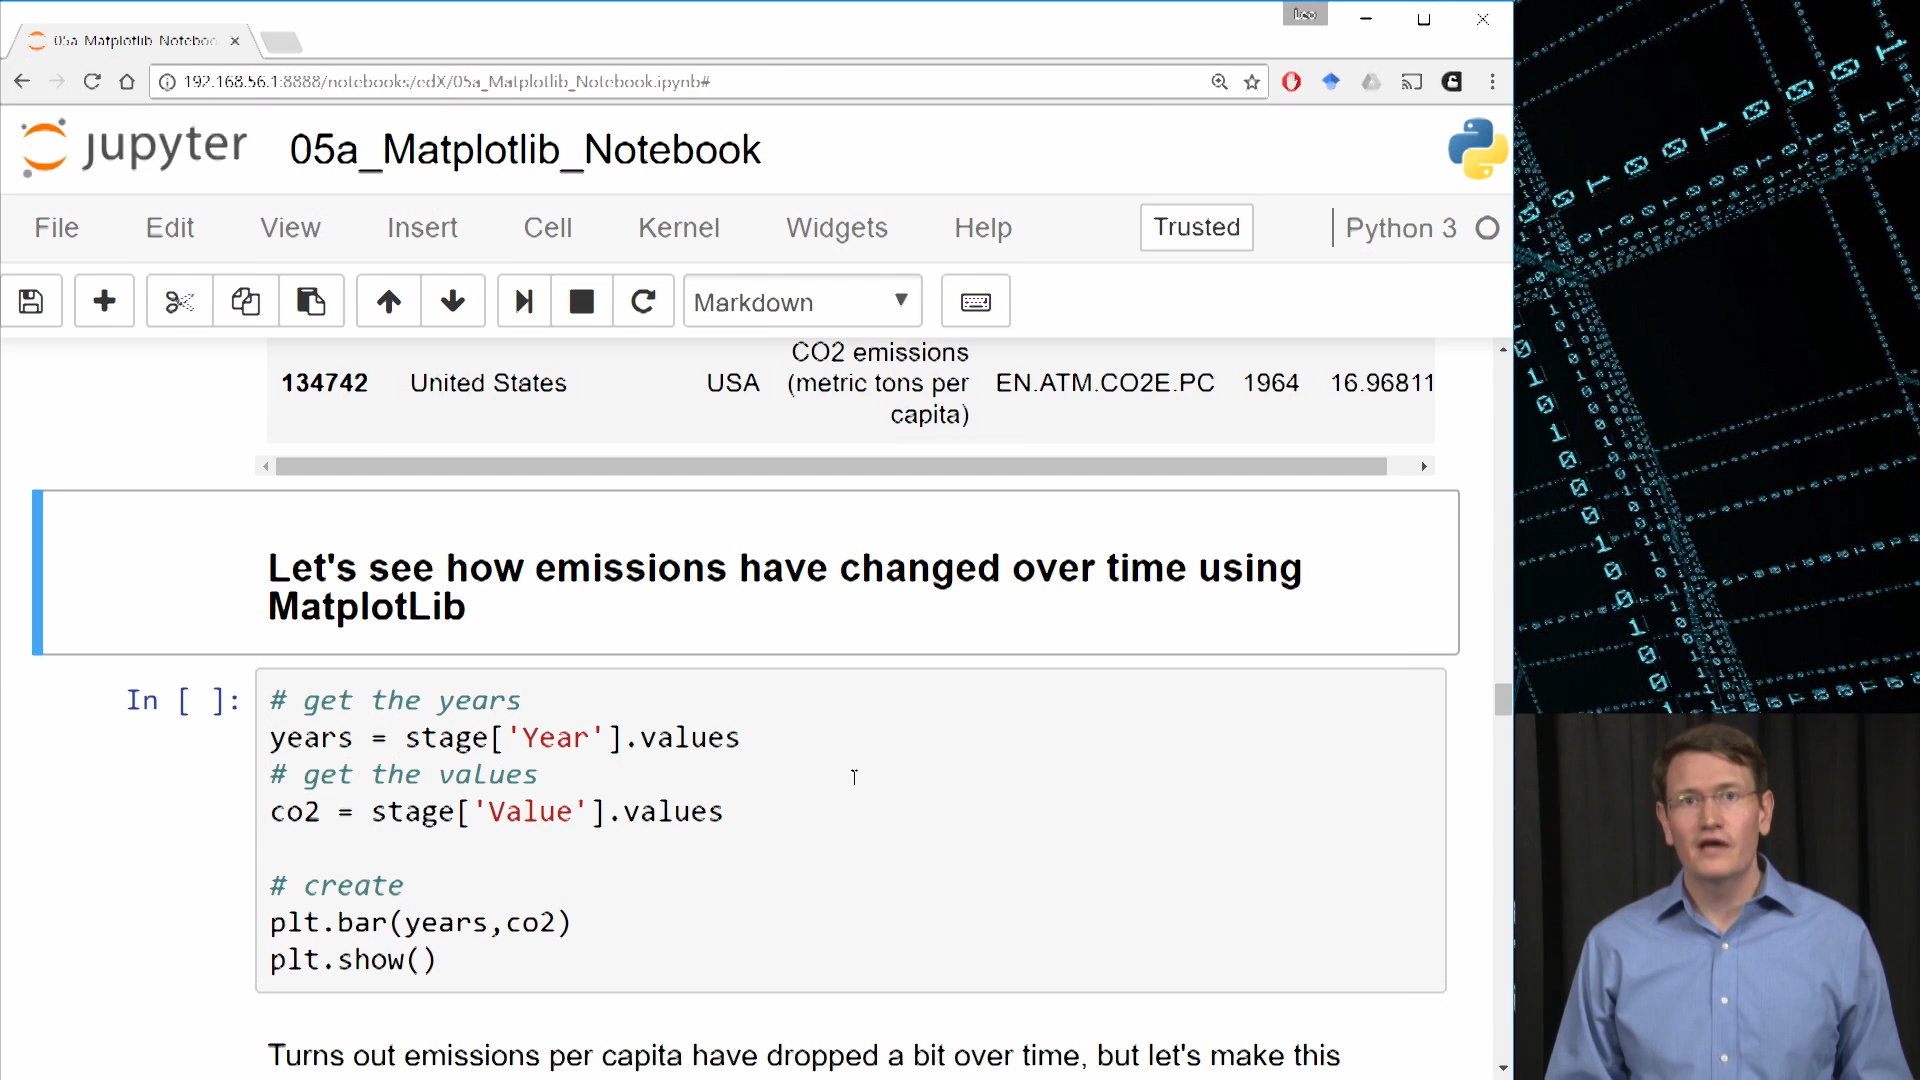 Leo
05a_Matplotlib_Noteboo
192.168.56.1:8888/notebooks/edX/05a_Matplotlib_Notebook.ipynb#
jupyter 05a_Matplotlib_Notebook
File Edit View Insert Cell Kernel Widgets Help Trusted Python 3
Markdown
CO2 emissions
134742 United States USA (metric tons per EN.ATM.CO2E.PC 1964 16.96811
capita)
Let's see how emissions have changed over time using
MatplotLib
In [ ]: # get the years
years = stage['Year'].values
# get the values
co2 = stage['Value'].values
# create
plt.bar(years,co2)
plt.show()
Turns out emissions per capita have dropped a bit over time, but let's make this